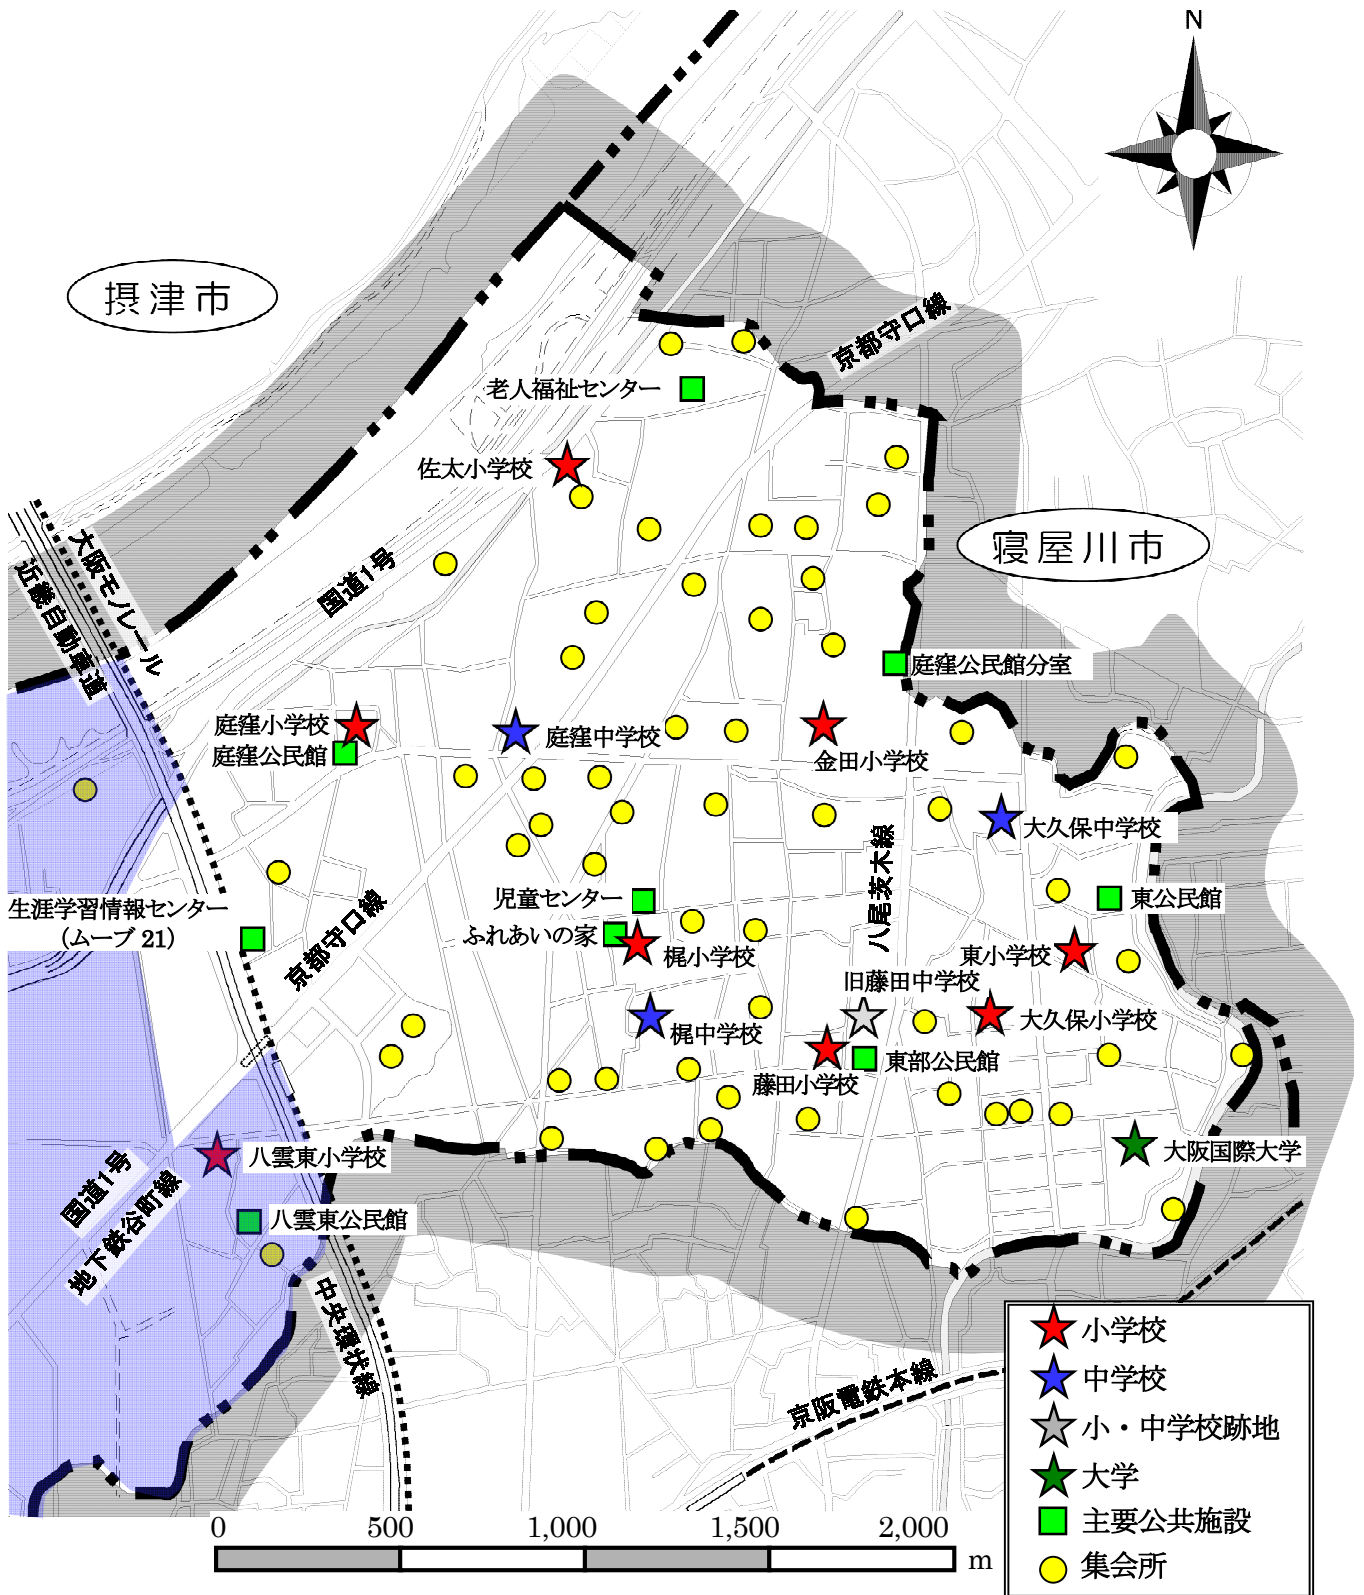 N
摂津市
京都守口線
老人福祉センター
佐太小学校
寝屋川市
大阪モノレール
近畿自動車道
国道1号
庭窪公民館分室
庭窪小学校
庭窪公民館
庭窪中学校
金田小学校
大久保中学校
八尾茨木線
児童センター
東公民館
生涯学習情報センター
(ムーブ 21)
ふれあいの家
京都守口線
梶小学校
東小学校
旧藤田中学校
大久保小学校
梶中学校
東部公民館
藤田小学校
八雲東小学校
大阪国際大学
国道1号
地下鉄谷町線
八雲東公民館
中央環状線
京阪電鉄本線
小学校
中学校
小・中学校跡地
大学
主要公共施設
集会所
0 500 1,000 1,500 2,000
m